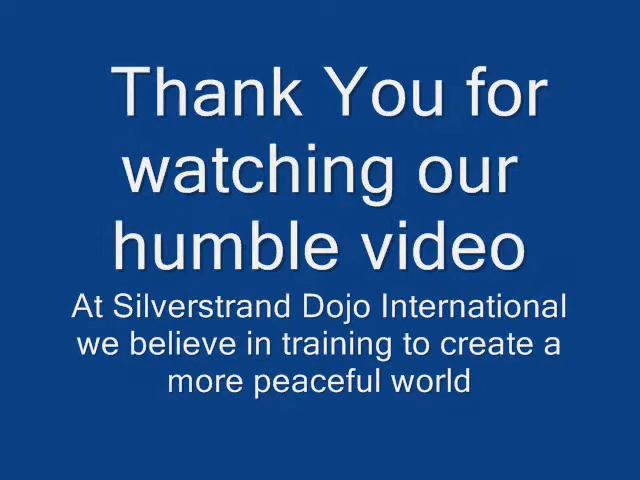 Thank You for
watching our
humble video
At Silverstrand Dojo International
we believe in training to create a
more peaceful world